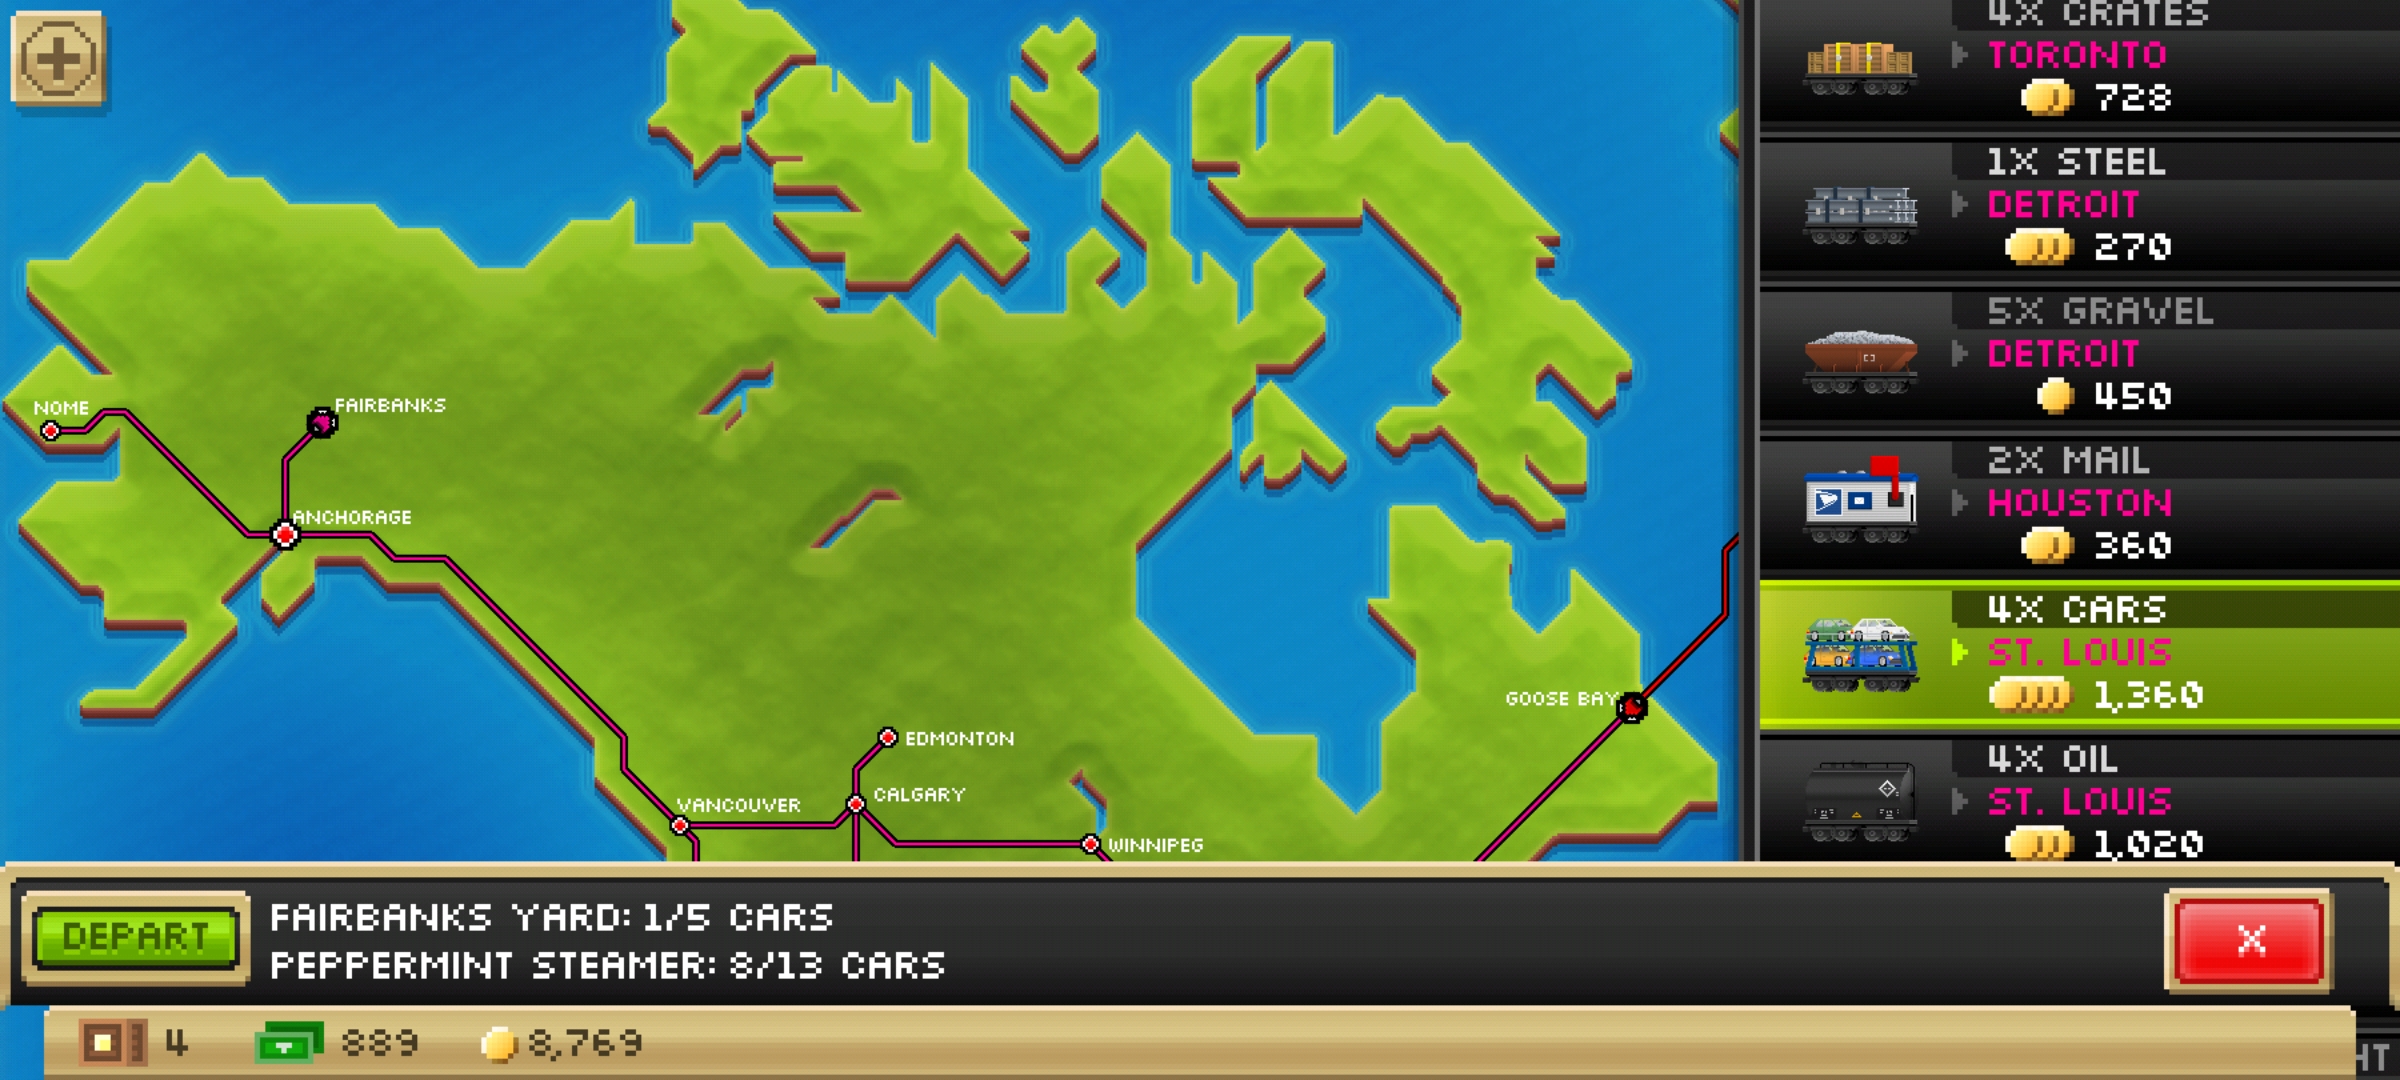 NOME
FAIRBANKS
ANCHORAGE
GOOSE BAY
EDMONTON
CALGARY
VANCOUVER
WINNIPEG
4X CRATES
TORONTO
728
1X STEEL
DETROIT
270
5X GRAVEL
DETROIT
450
2X MAIL
HOUSTON
360
4X CARS
ST. LOUIS
1,360
4X OIL
ST. LOUIS
1,020
DEPART
FAIRBANKS YARD: 1/5 CARS
PEPPERMINT STEAMER: 8/13 CARS
X
4
889
8,769